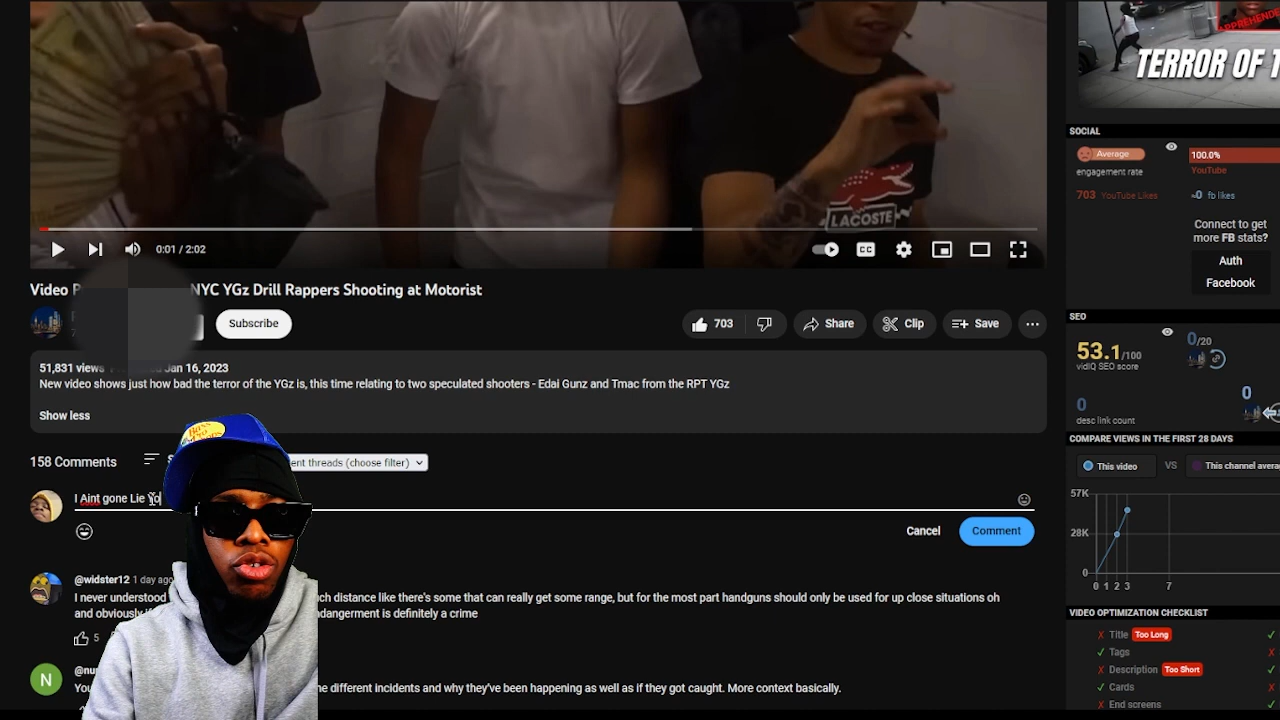 TERROR OF T
LACOSTE
0:01 / 2:02
CC
SOCIAL
Average
engagement rate
100.0%
YouTube
703 YouTube Likes
0 fb likes
Connect to get
more FB stats?
Auth
Facebook
Video P NYC YGz Drill Rappers Shooting at Motorist
Subscribe
703
Share
Clip
Save
51,831 views Jan 16, 2023
New video shows just how bad the terror of the YGz is, this time relating to two speculated shooters - Edai Gunz and Tmac from the RPT YGz
Show less
SEO
53.1/100
vidIQ SEO score
0/20
0
desc link count
0
COMPARE VIEWS IN THE FIRST 28 DAYS
This video
VS
This channel avera
57K
28K
0
0 1 2 3 7
158 Comments
ent threads (choose filter)
I Aint gone Lie Yo
Cancel
Comment
Bass
Pro
@widster12 1 day ago
I never understood ch distance like there's some that can really get some range, but for the most part handguns should only be used for up close situations oh
and obviously if dangerment is definitely a crime
5
N
@nur
You e different incidents and why they've been happening as well as if they got caught. More context basically.
VIDEO OPTIMIZATION CHECKLIST
Title Too Long
Tags
Description Too Short
Cards
End screens